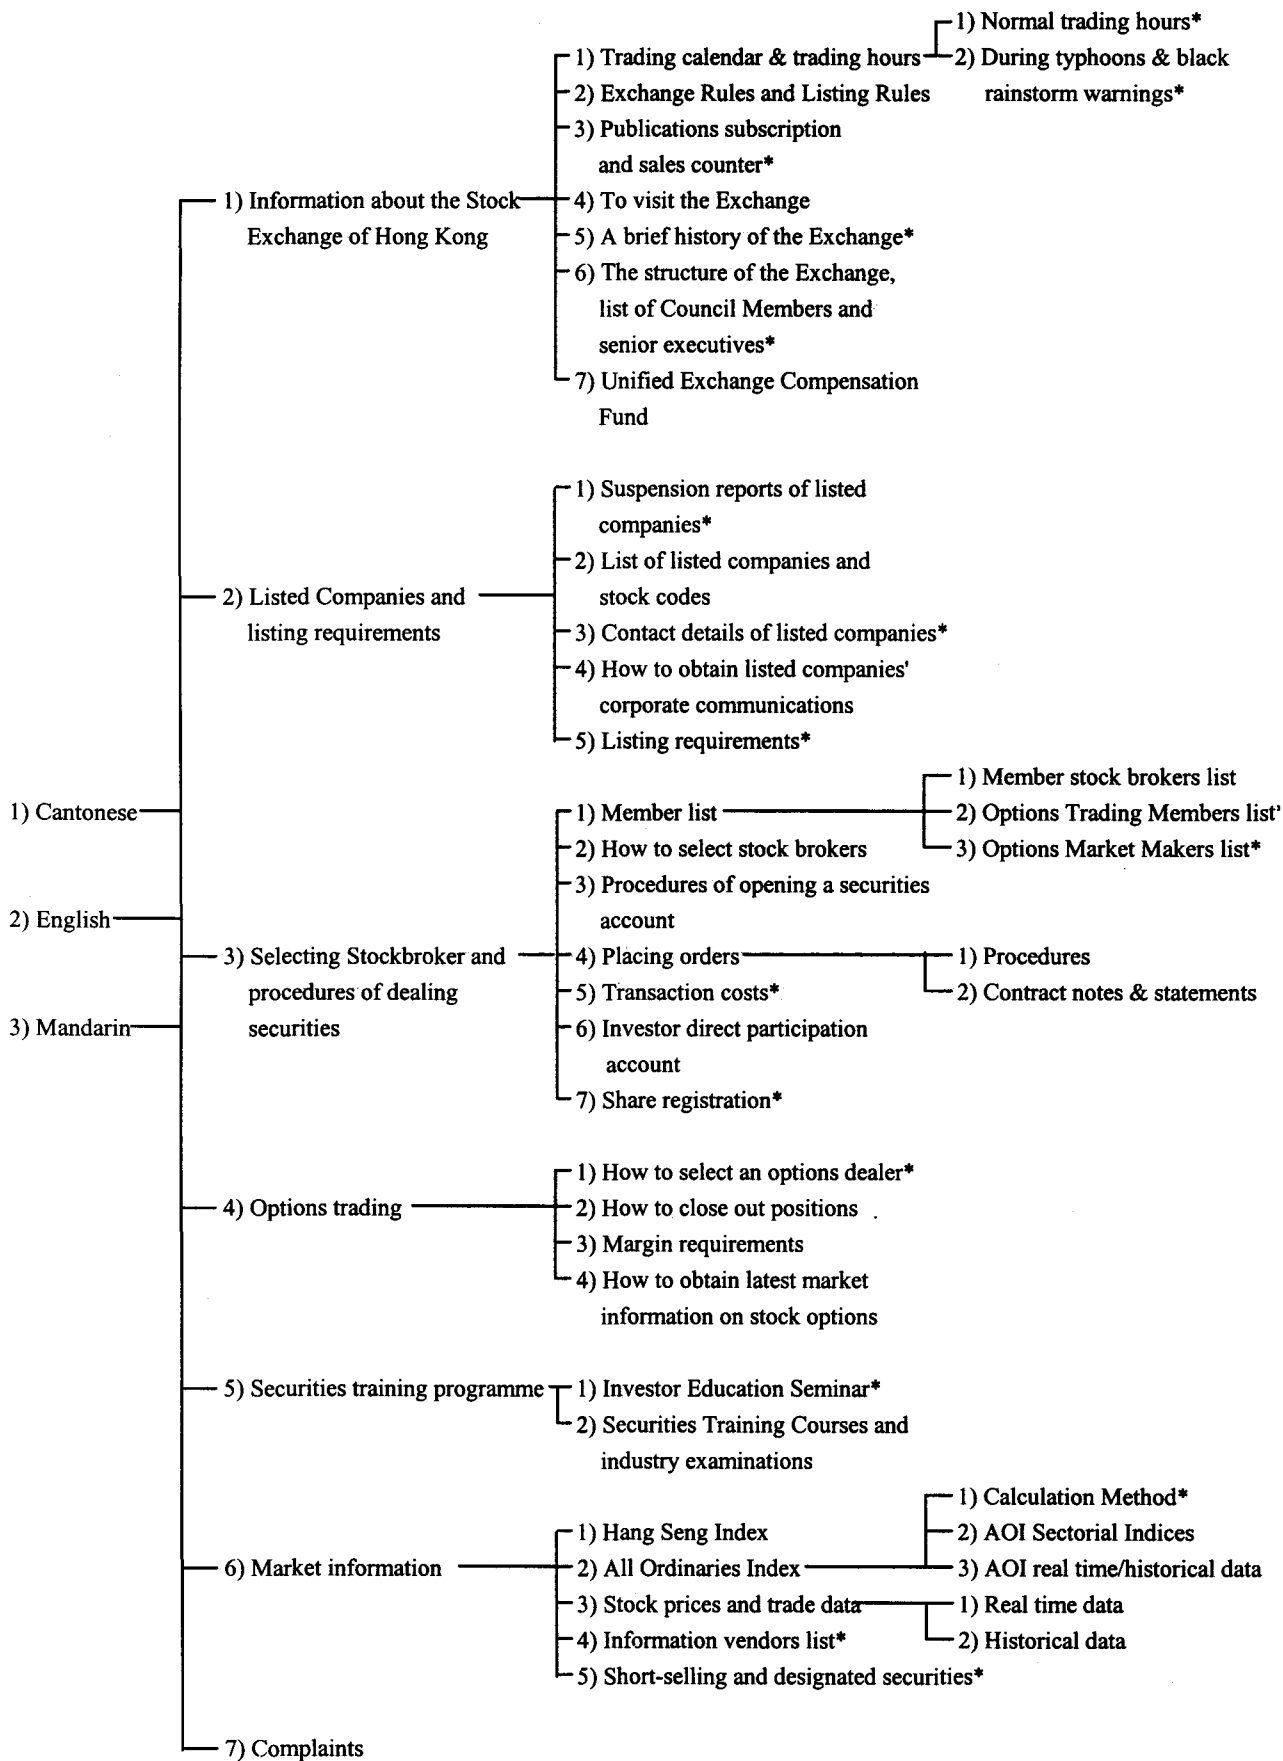 1) Cantonese
2) English
3) Mandarin
1) Information about the Stock
Exchange of Hong Kong
1) Trading calendar & trading hours
1) Normal trading hours*
2) During typhoons & black
rainstorm warnings*
2) Exchange Rules and Listing Rules
3) Publications subscription
and sales counter*
4) To visit the Exchange
5) A brief history of the Exchange*
6) The structure of the Exchange,
list of Council Members and
senior executives*
7) Unified Exchange Compensation
Fund
2) Listed Companies and
listing requirements
1) Suspension reports of listed
companies*
2) List of listed companies and
stock codes
3) Contact details of listed companies*
4) How to obtain listed companies'
corporate communications
5) Listing requirements*
3) Selecting Stockbroker and
procedures of dealing
securities
1) Member list
1) Member stock brokers list
2) Options Trading Members list'
3) Options Market Makers list*
2) How to select stock brokers
3) Procedures of opening a securities
account
4) Placing orders
1) Procedures
2) Contract notes & statements
5) Transaction costs*
6) Investor direct participation
account
7) Share registration*
4) Options trading
1) How to select an options dealer*
2) How to close out positions
3) Margin requirements
4) How to obtain latest market
information on stock options
5) Securities training programme
1) Investor Education Seminar*
2) Securities Training Courses and
industry examinations
6) Market information
1) Hang Seng Index
2) All Ordinaries Index
1) Calculation Method*
2) AOI Sectorial Indices
3) AOI real time/historical data
3) Stock prices and trade data
1) Real time data
2) Historical data
4) Information vendors list*
5) Short-selling and designated securities*
7) Complaints